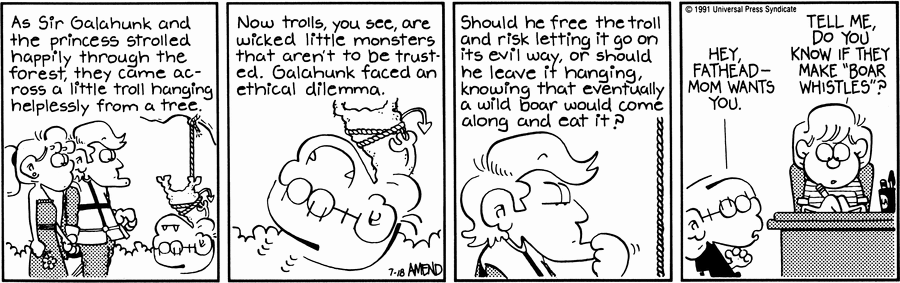 As Sir Galahunk and
the princess strolled
happily through the
forest, they came ac-
ross a little troll hanging
helplessly from a tree.
Now trolls, you see, are
wicked little monsters
that aren't to be trust-
ed. Galahunk faced an
ethical dilemma.
7-18 AMEND
Should he free the troll
and risk letting it go on
its evil way, or should
he leave it hanging,
knowing that eventually
a wild boar would come
along and eat it?
© 1991 Universal Press Syndicate
HEY,
FATHEAD—
MOM WANTS
YOU.
TELL ME,
DO YOU
KNOW IF THEY
MAKE "BOAR
WHISTLES"?